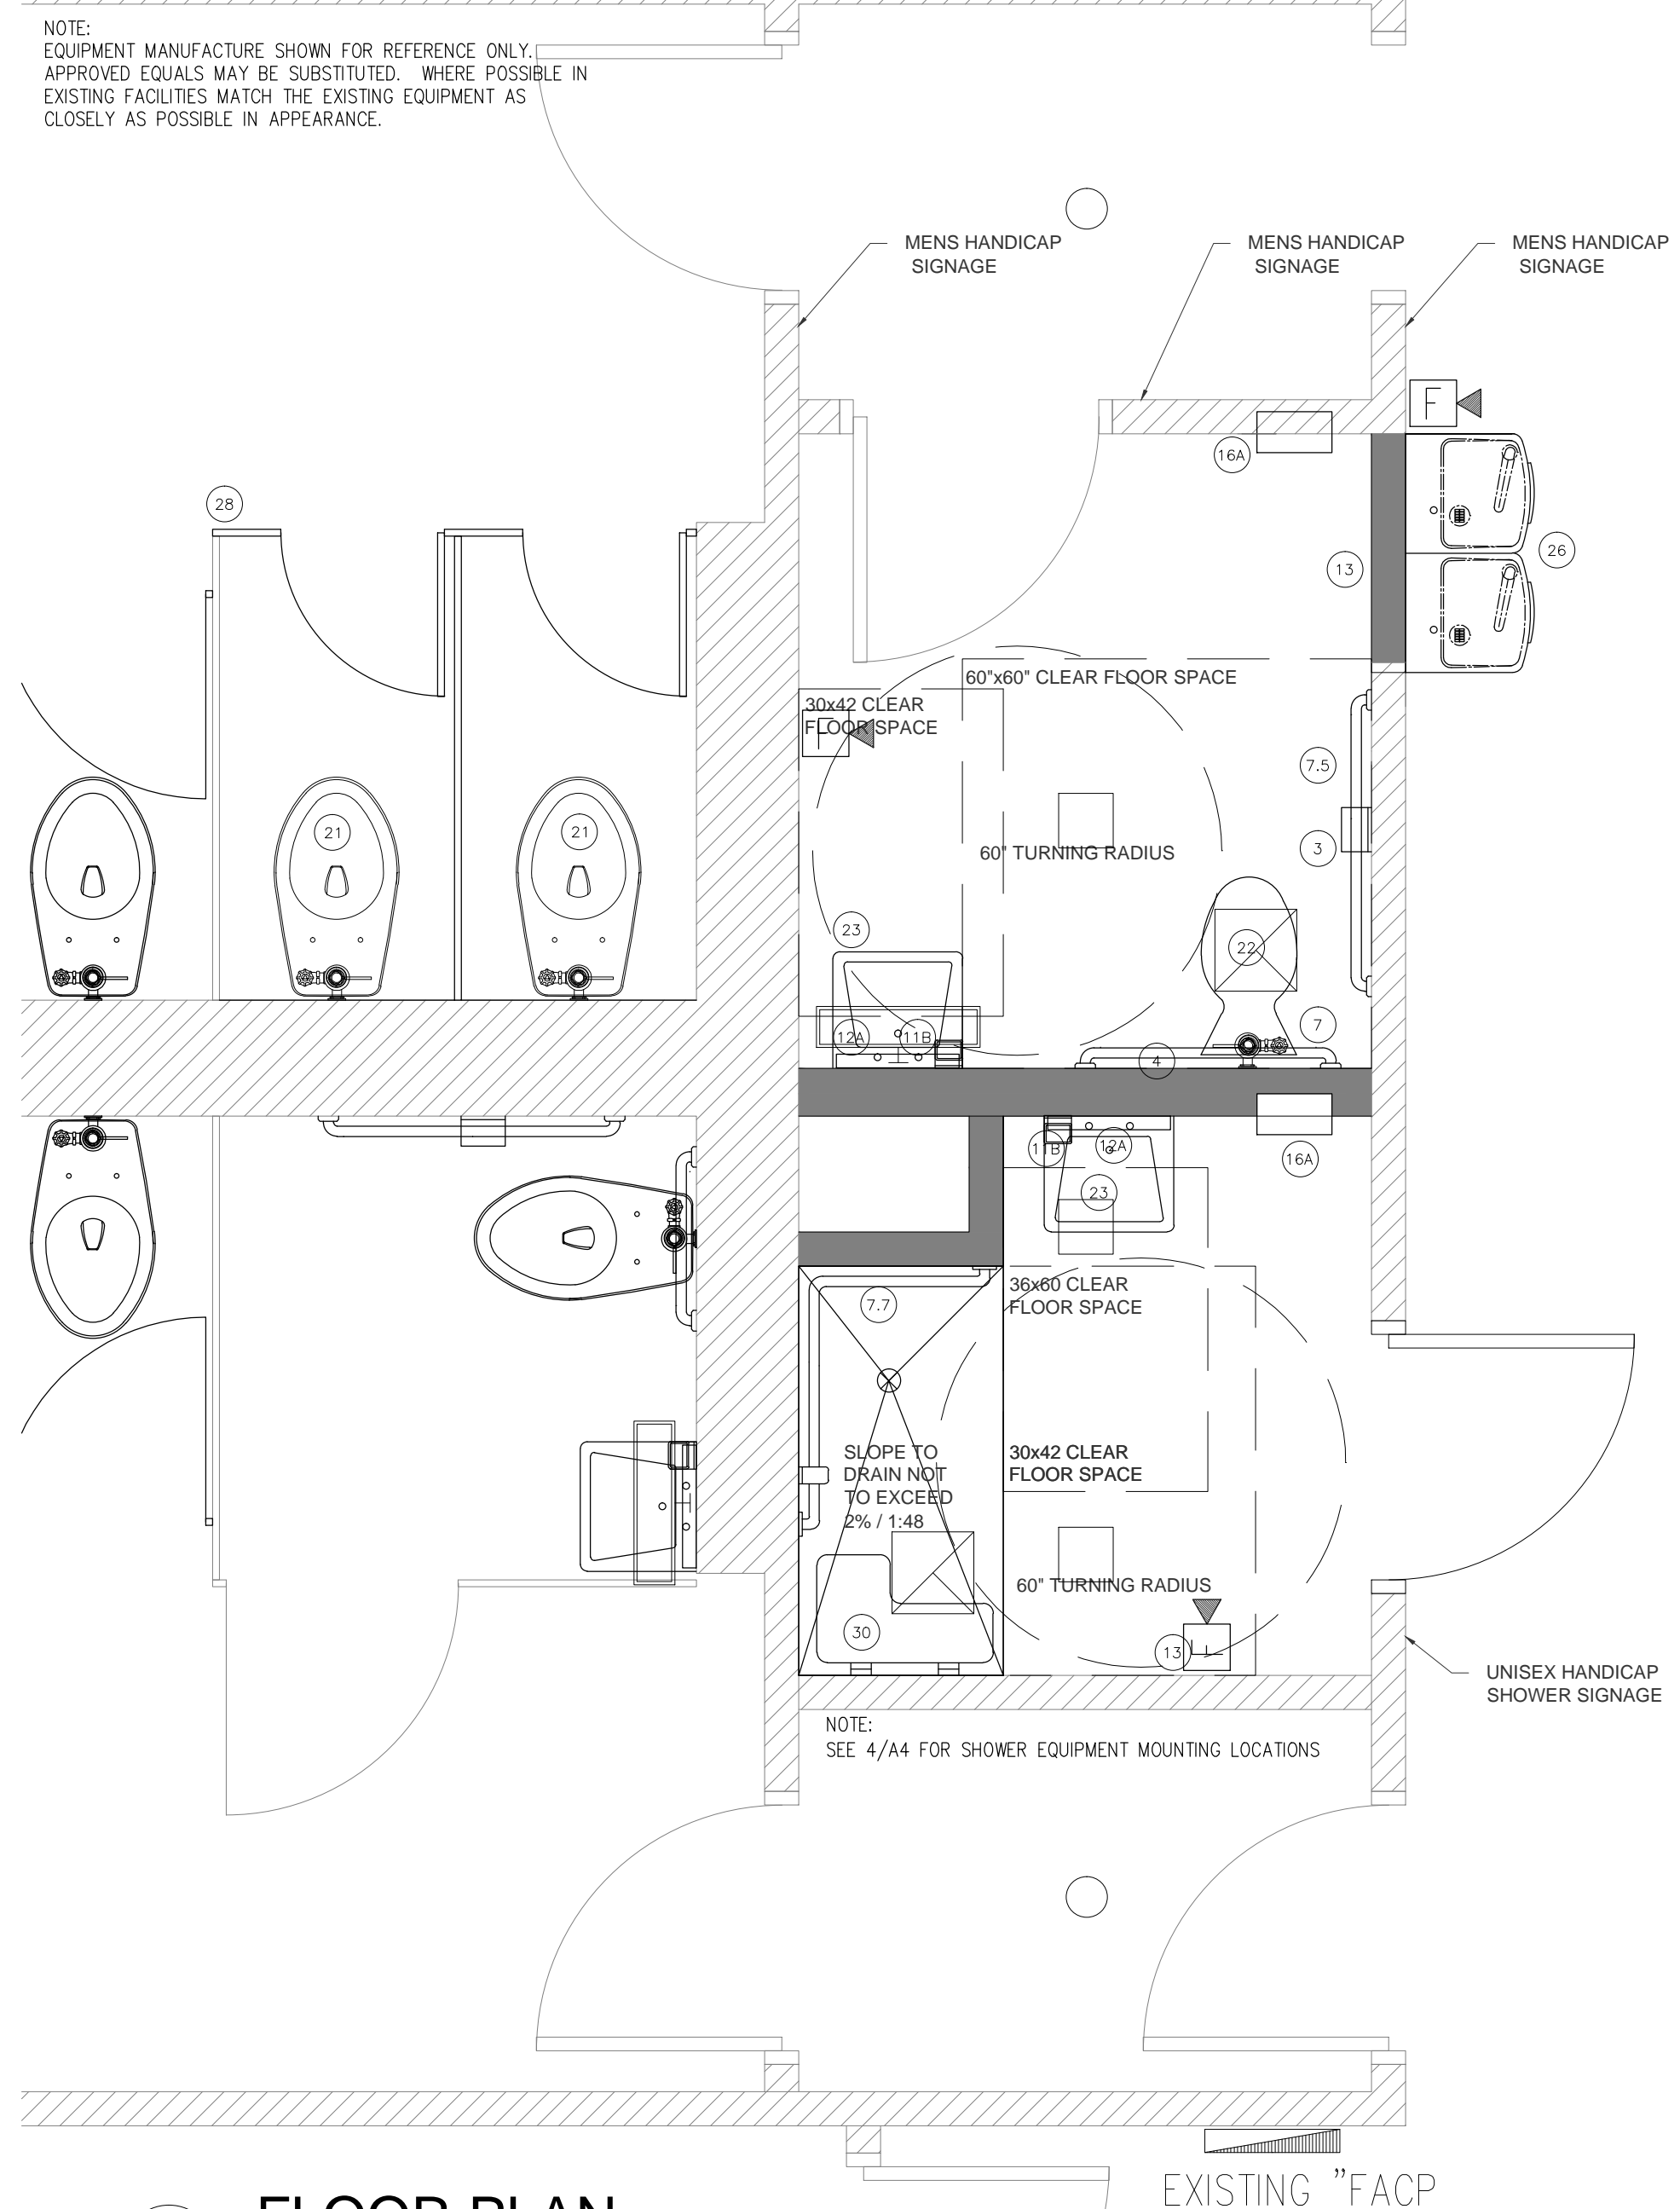 NOTE:
EQUIPMENT MANUFACTURE SHOWN FOR REFERENCE ONLY.
APPROVED EQUALS MAY BE SUBSTITUTED. WHERE POSSIBLE IN
EXISTING FACILITIES MATCH THE EXISTING EQUIPMENT AS
CLOSELY AS POSSIBLE IN APPEARANCE.
MENS HANDICAP
SIGNAGE
MENS HANDICAP
SIGNAGE
MENS HANDICAP
SIGNAGE
F
16A
28
26
13
60"x60" CLEAR FLOOR SPACE
30x42 CLEAR
FLOOR SPACE
F
7.5
21
21
3
60" TURNING RADIUS
23
22
7
12A
11B
4
11B
12A
16A
23
36x60 CLEAR
FLOOR SPACE
7.7
SLOPE TO
DRAIN NOT
TO EXCEED
2% / 1:48
30x42 CLEAR
FLOOR SPACE
60" TURNING RADIUS
30
13
F
UNISEX HANDICAP
SHOWER SIGNAGE
NOTE:
SEE 4/A4 FOR SHOWER EQUIPMENT MOUNTING LOCATIONS
EXISTING "FACP
FLOOR PLAN